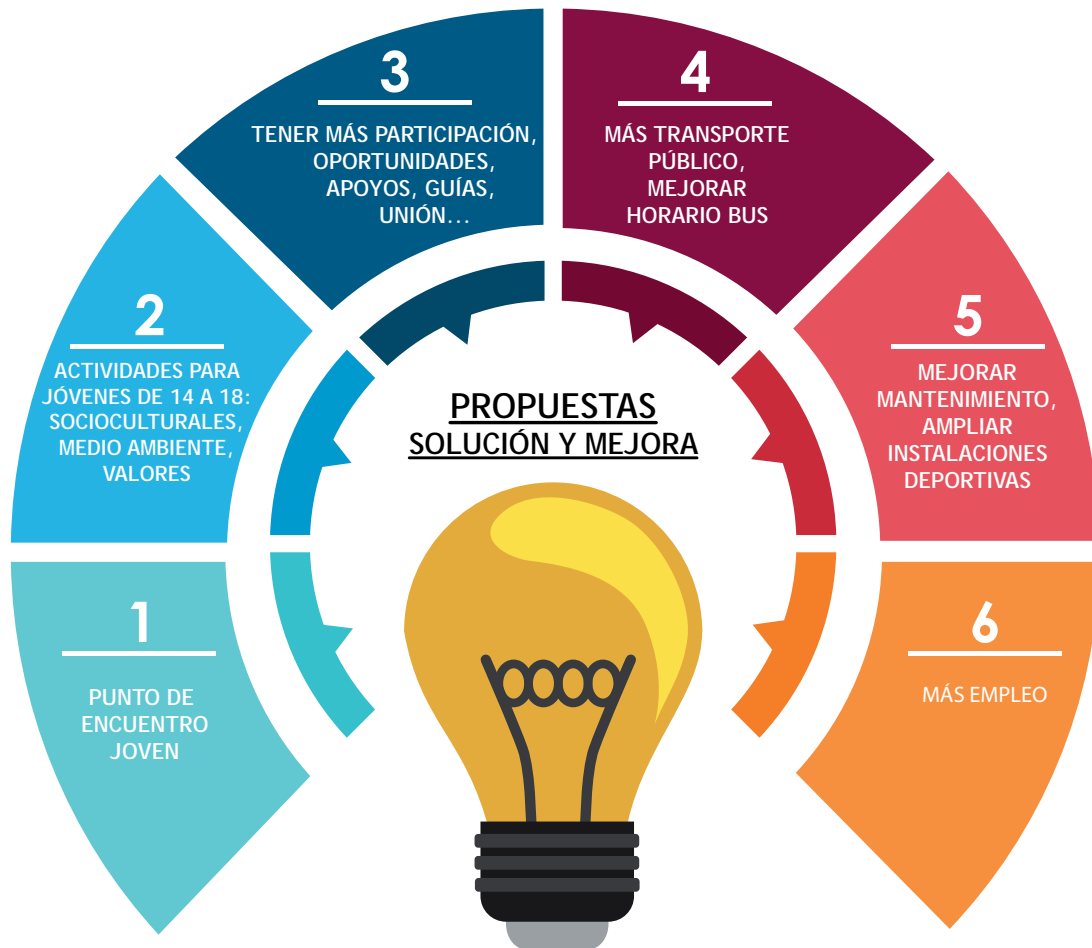 PROPUESTAS
SOLUCIÓN Y MEJORA
1
PUNTO DE
ENCUENTRO
JOVEN
2
ACTIVIDADES PARA
JÓVENES DE 14 A 18:
SOCIOCULTURALES,
MEDIO AMBIENTE,
VALORES
3
TENER MÁS PARTICIPACIÓN,
OPORTUNIDADES,
APOYOS, GUÍAS,
UNIÓN...
4
MÁS TRANSPORTE
PÚBLICO,
MEJORAR
HORARIO BUS
5
MEJORAR
MANTENIMIENTO,
AMPLIAR
INSTALACIONES
DEPORTIVAS
6
MÁS EMPLEO